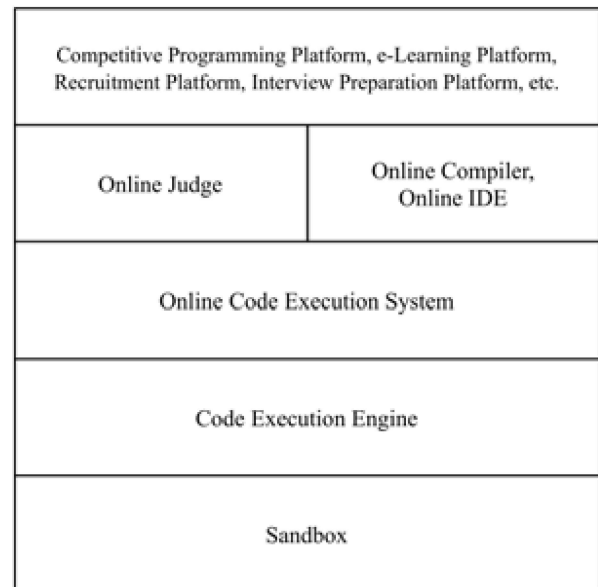 Competitive Programming Platform, e-Learning Platform,
Recruitment Platform, Interview Preparation Platform, etc.
Online Judge
Online Compiler,
Online IDE
Online Code Execution System
Code Execution Engine
Sandbox